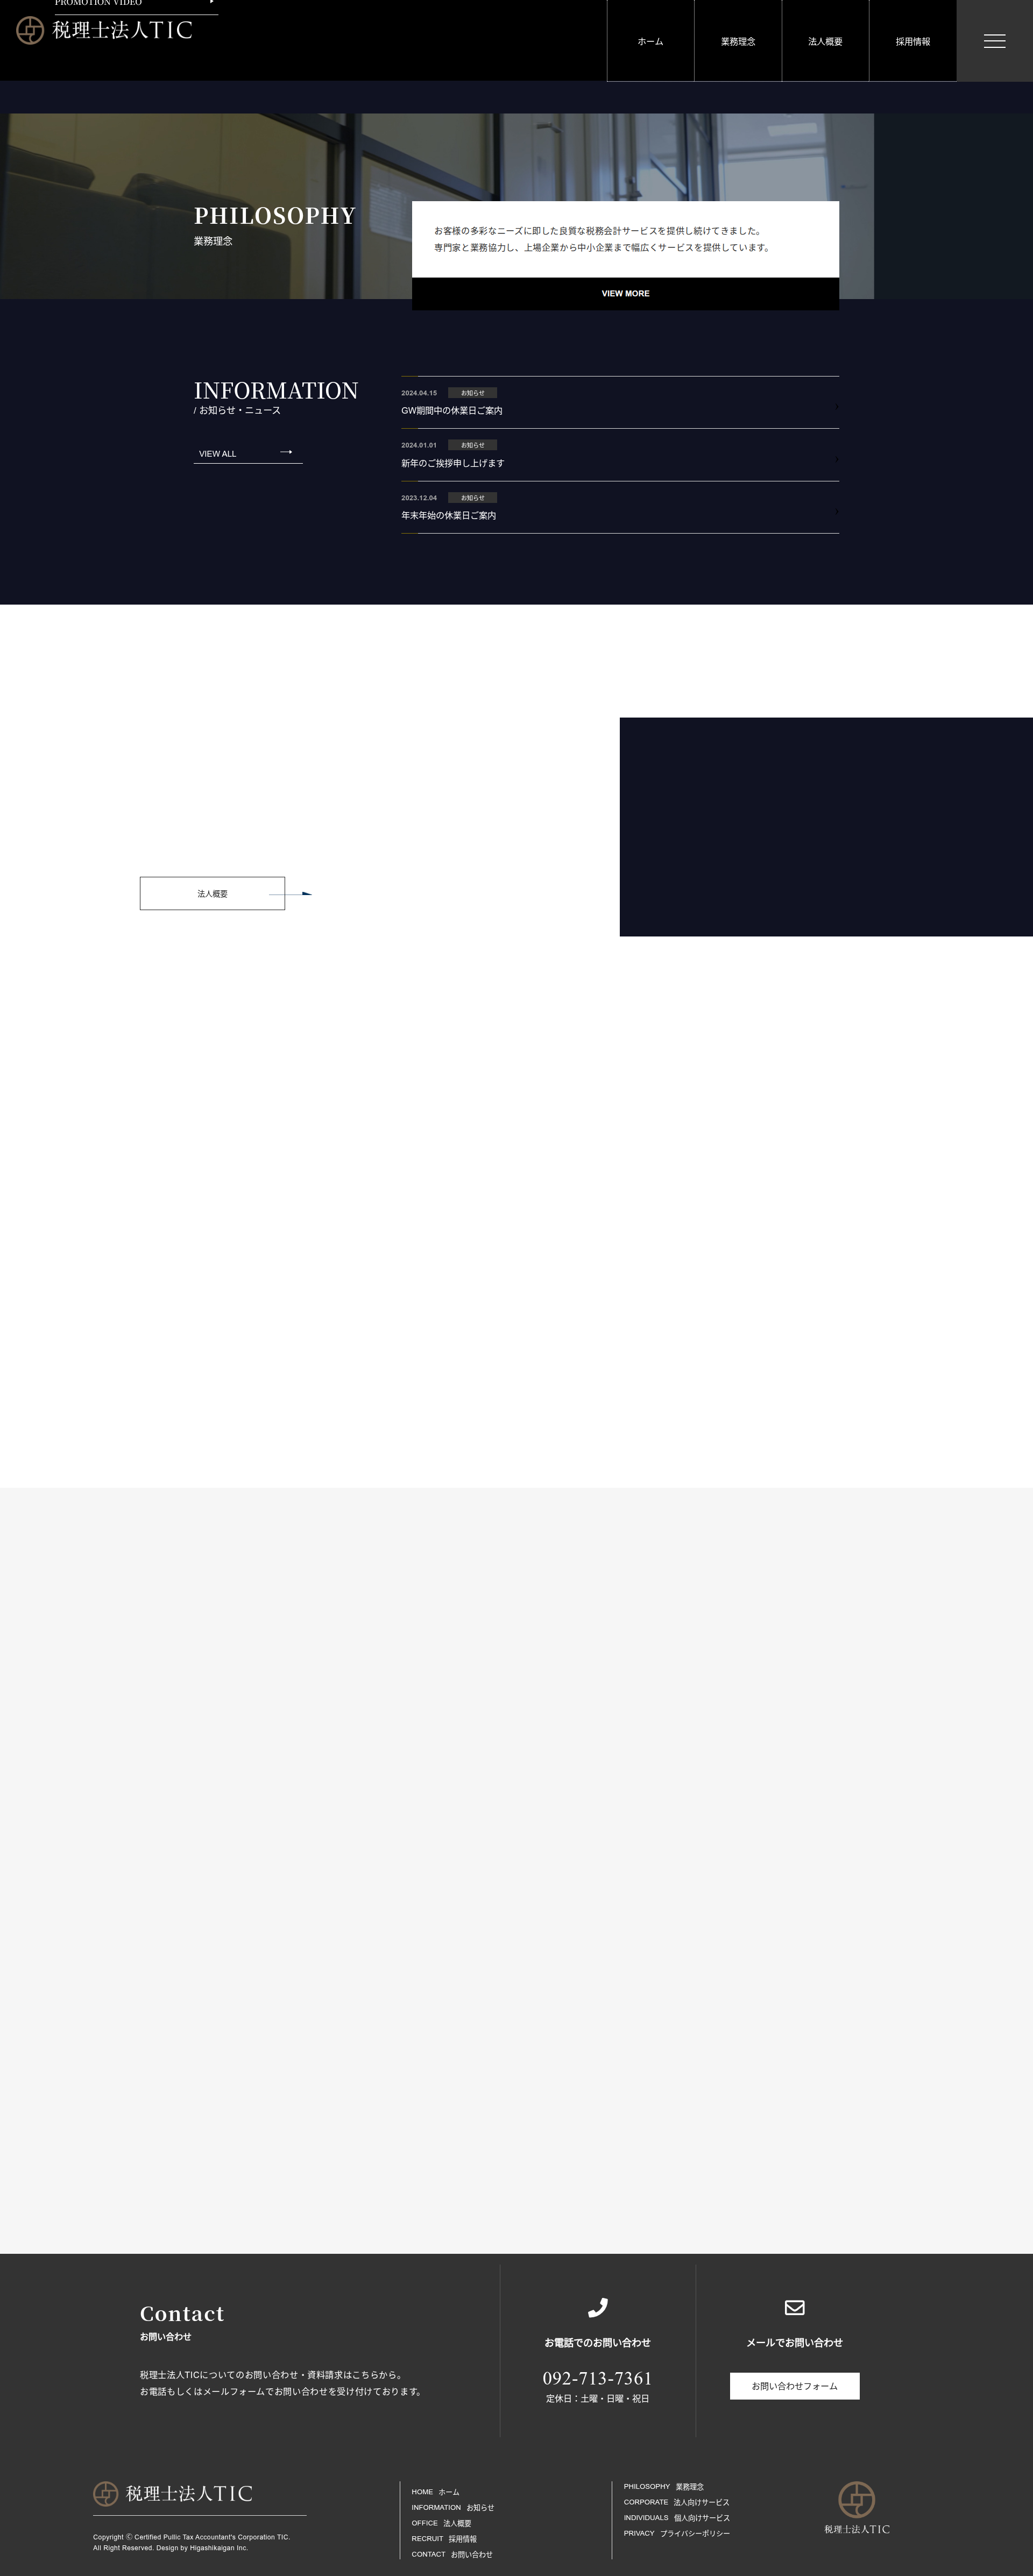 PROMOTION VIDEO
税理士法人TIC
ホーム
業務理念
法人概要
採用情報
PHILOSOPHY
業務理念
お客様の多彩なニーズに即した良質な税務会計サービスを提供し続けてきました。
専門家と業務協力し、上場企業から中小企業まで幅広くサービスを提供しています。
VIEW MORE
INFORMATION
/ お知らせ・ニュース
VIEW ALL
2024.04.15 お知らせ
GW期間中の休業日ご案内
2024.01.01 お知らせ
新年のご挨拶申し上げます
2023.12.04 お知らせ
年末年始の休業日ご案内
法人概要
Contact
お問い合わせ
税理士法人TICについてのお問い合わせ・資料請求はこちらから。
お電話もしくはメールフォームでお問い合わせを受け付けております。
お電話でのお問い合わせ
092-713-7361
定休日：土曜・日曜・祝日
メールでお問い合わせ
お問い合わせフォーム
税理士法人TIC
Copyright Ⓒ Certified Pullic Tax Accountant's Corporation TIC.
All Right Reserved. Design by Higashikaigan Inc.
HOME ホーム
INFORMATION お知らせ
OFFICE 法人概要
RECRUIT 採用情報
CONTACT お問い合わせ
PHILOSOPHY 業務理念
CORPORATE 法人向けサービス
INDIVIDUALS 個人向けサービス
PRIVACY プライバシーポリシー
税理士法人TIC